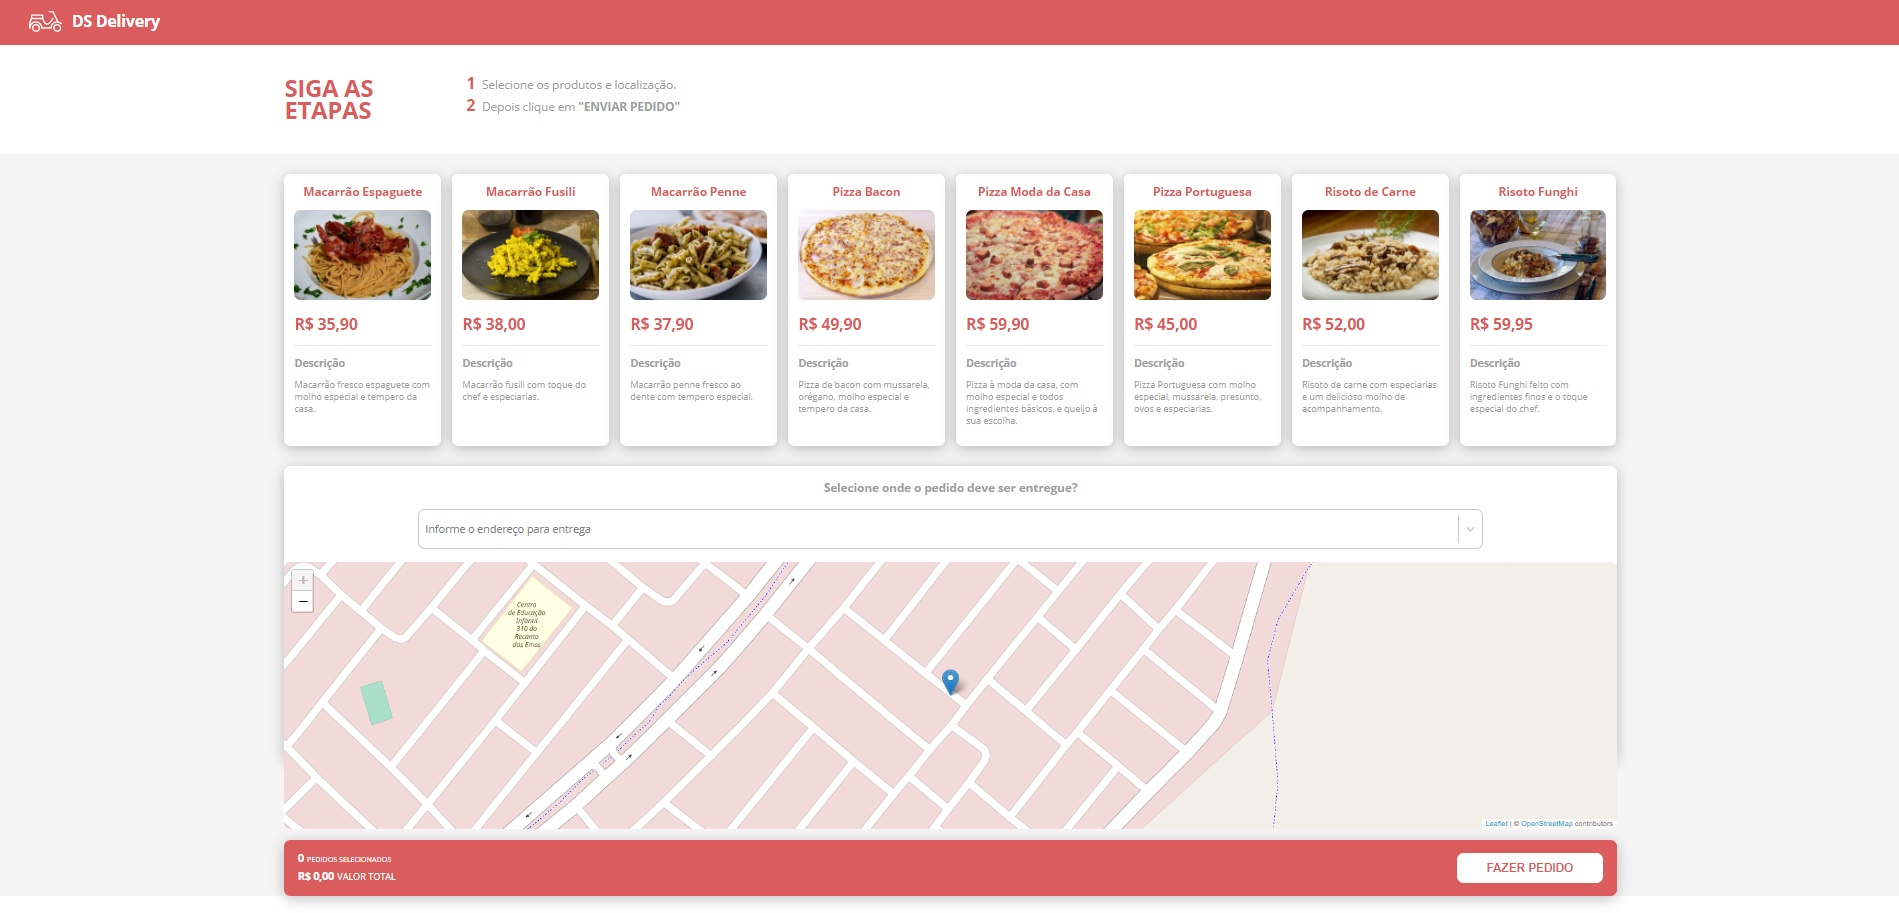 DS Delivery
SIGA AS
ETAPAS
1 Selecione os produtos e localização.
2 Depois clique em "ENVIAR PEDIDO"
Macarrão Espaguete
R$ 35,90
Descrição
Macarrão fresco espaguete com
molho especial e tempero da
casa.
Macarrão Fusili
R$ 38,00
Descrição
Macarrão fusili com toque do
chef e especiarias.
Macarrão Penne
R$ 37,90
Descrição
Macarrão penne fresco ao
dente com tempero especial.
Pizza Bacon
R$ 49,90
Descrição
Pizza de bacon com mussarela,
orégano, molho especial e
tempero da casa.
Pizza Moda da Casa
R$ 59,90
Descrição
Pizza à moda da casa, com
molho especial e todos
ingredientes básicos, e queijo à
sua escolha.
Pizza Portuguesa
R$ 45,00
Descrição
Pizza Portuguesa com molho
especial, mussarela, presunto,
ovos e especiarias.
Risoto de Carne
R$ 52,00
Descrição
Risoto de carne com especiarias
e um delicioso molho de
acompanhamento.
Risoto Funghi
R$ 59,95
Descrição
Risoto Funghi feito com
ingredientes finos e o toque
especial do chef.
Selecione onde o pedido deve ser entregue?
Informe o endereço para entrega
+
−
Centro
de Educação
Infantil
310 do
Recanto
das Emas
Leaflet | © OpenStreetMap contributors
0 PEDIDOS SELECIONADOS
R$ 0,00 VALOR TOTAL
FAZER PEDIDO